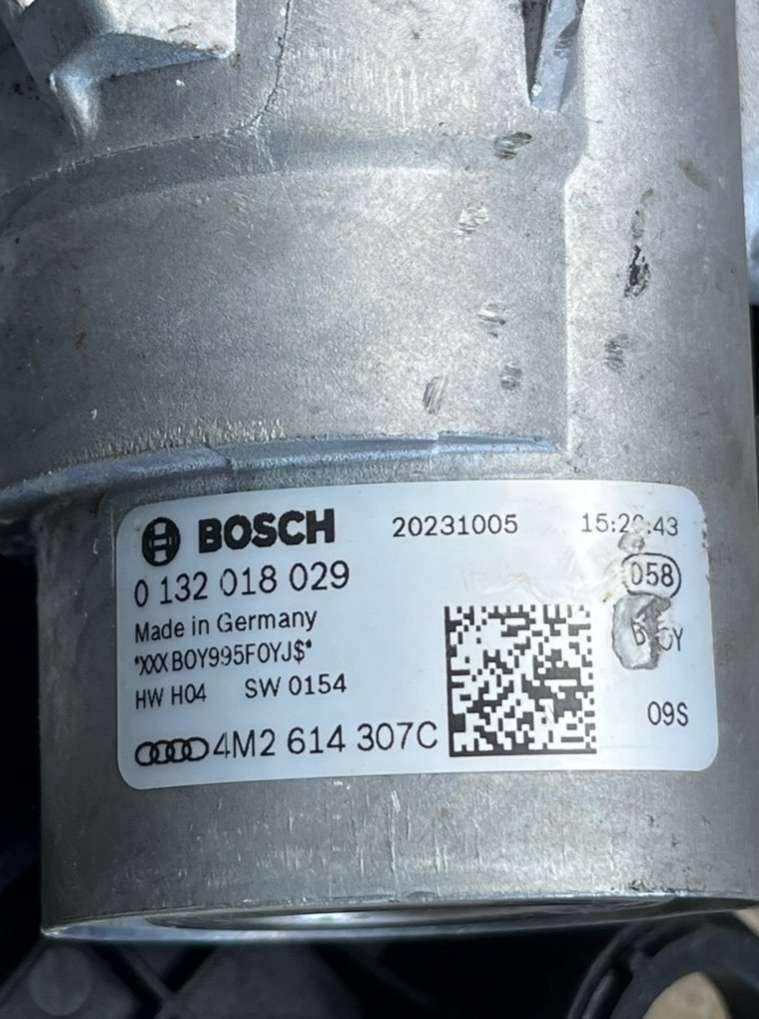 BOSCH 20231005
0 132 018 029
058
Made in Germany
*XXX BOY995FOYJ$*
HW H04 SW 0154
09S
4M2 614 307C